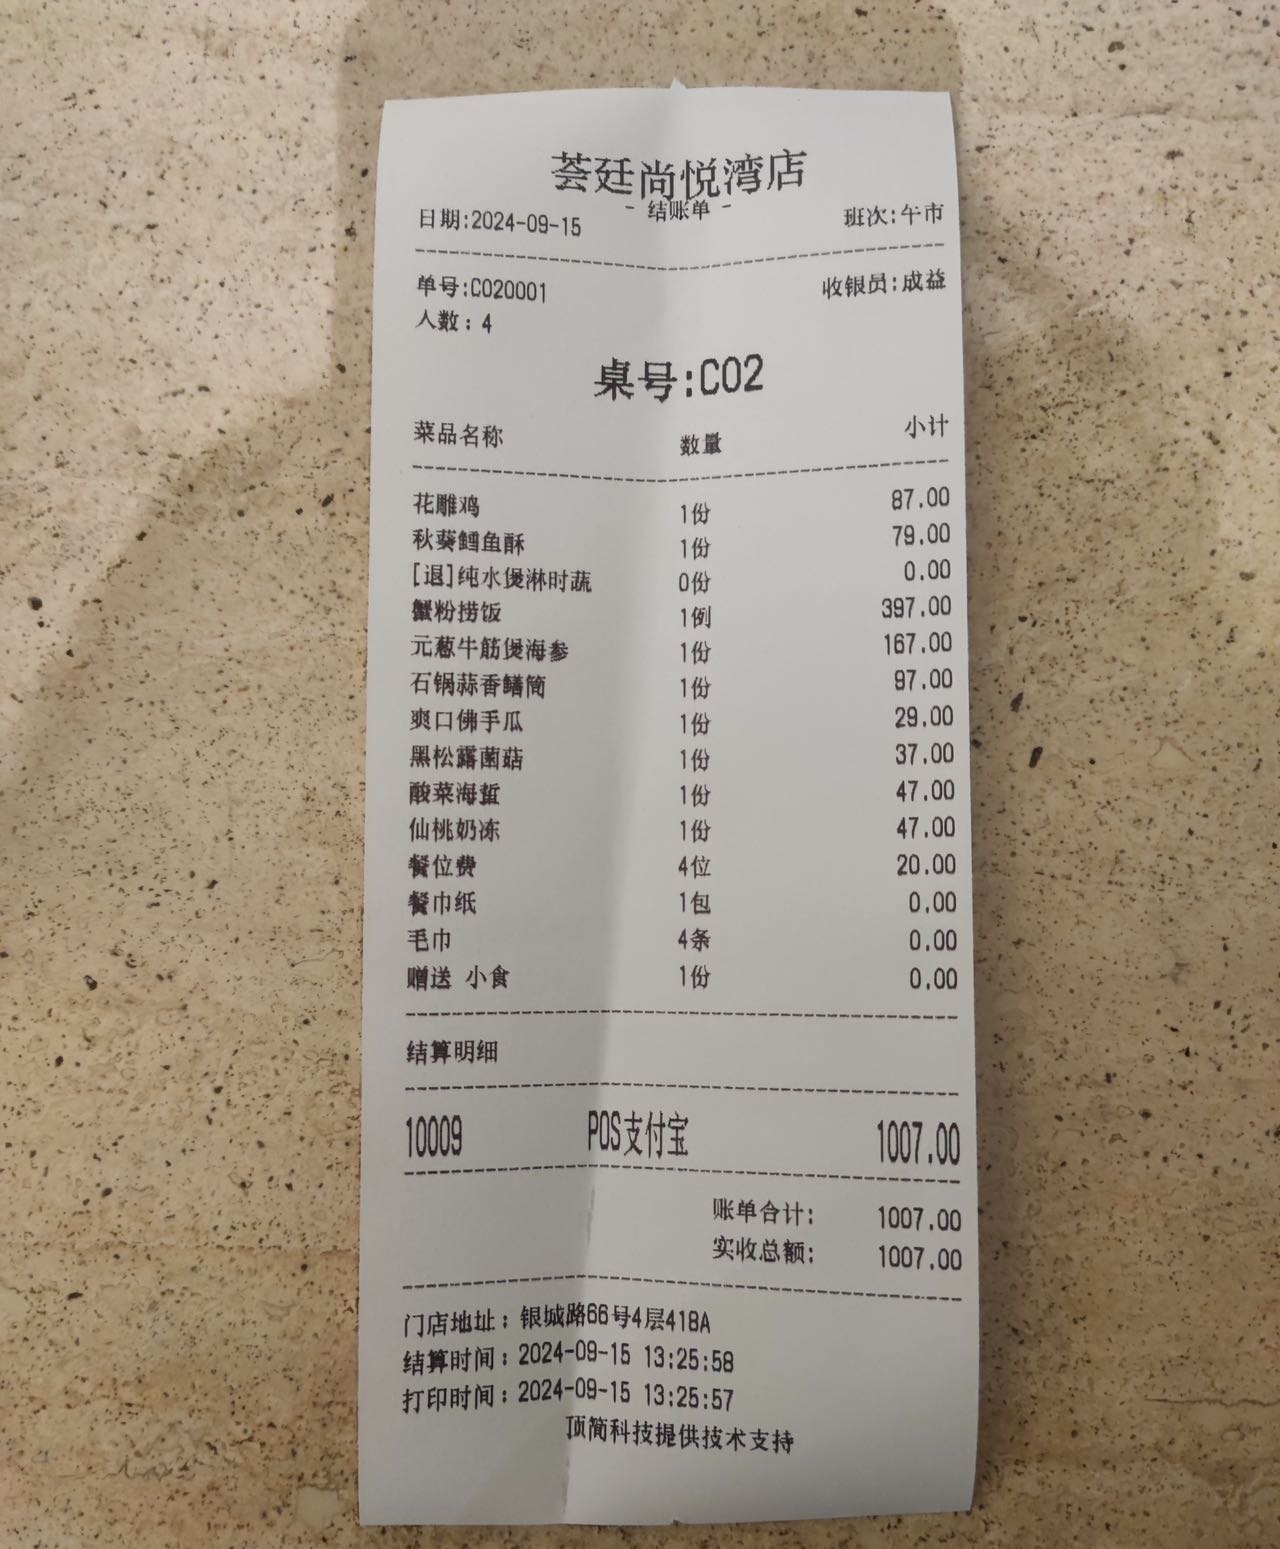 荟廷尚悦湾店
- 结账单 -
日期:2024-09-15 班次:午市
单号:C020001 收银员:成益
人数: 4
桌号:C02
菜品名称 数量 小计
花雕鸡 1份 87.00
秋葵鳕鱼酥 1份 79.00
[退]纯水煲淋时蔬 0份 0.00
蟹粉捞饭 1例 397.00
元葱牛筋煲海参 1份 167.00
石锅蒜香鳝筒 1份 97.00
爽口佛手瓜 1份 29.00
黑松露菌菇 1份 37.00
酸菜海蜇 1份 47.00
仙桃奶冻 1份 47.00
餐位费 4位 20.00
餐巾纸 1包 0.00
毛巾 4条 0.00
赠送 小食 1份 0.00
结算明细
10009 POS支付宝 1007.00
账单合计: 1007.00
实收总额: 1007.00
门店地址: 银城路66号4层418A
结算时间: 2024-09-15 13:25:58
打印时间: 2024-09-15 13:25:57
顶简科技提供技术支持